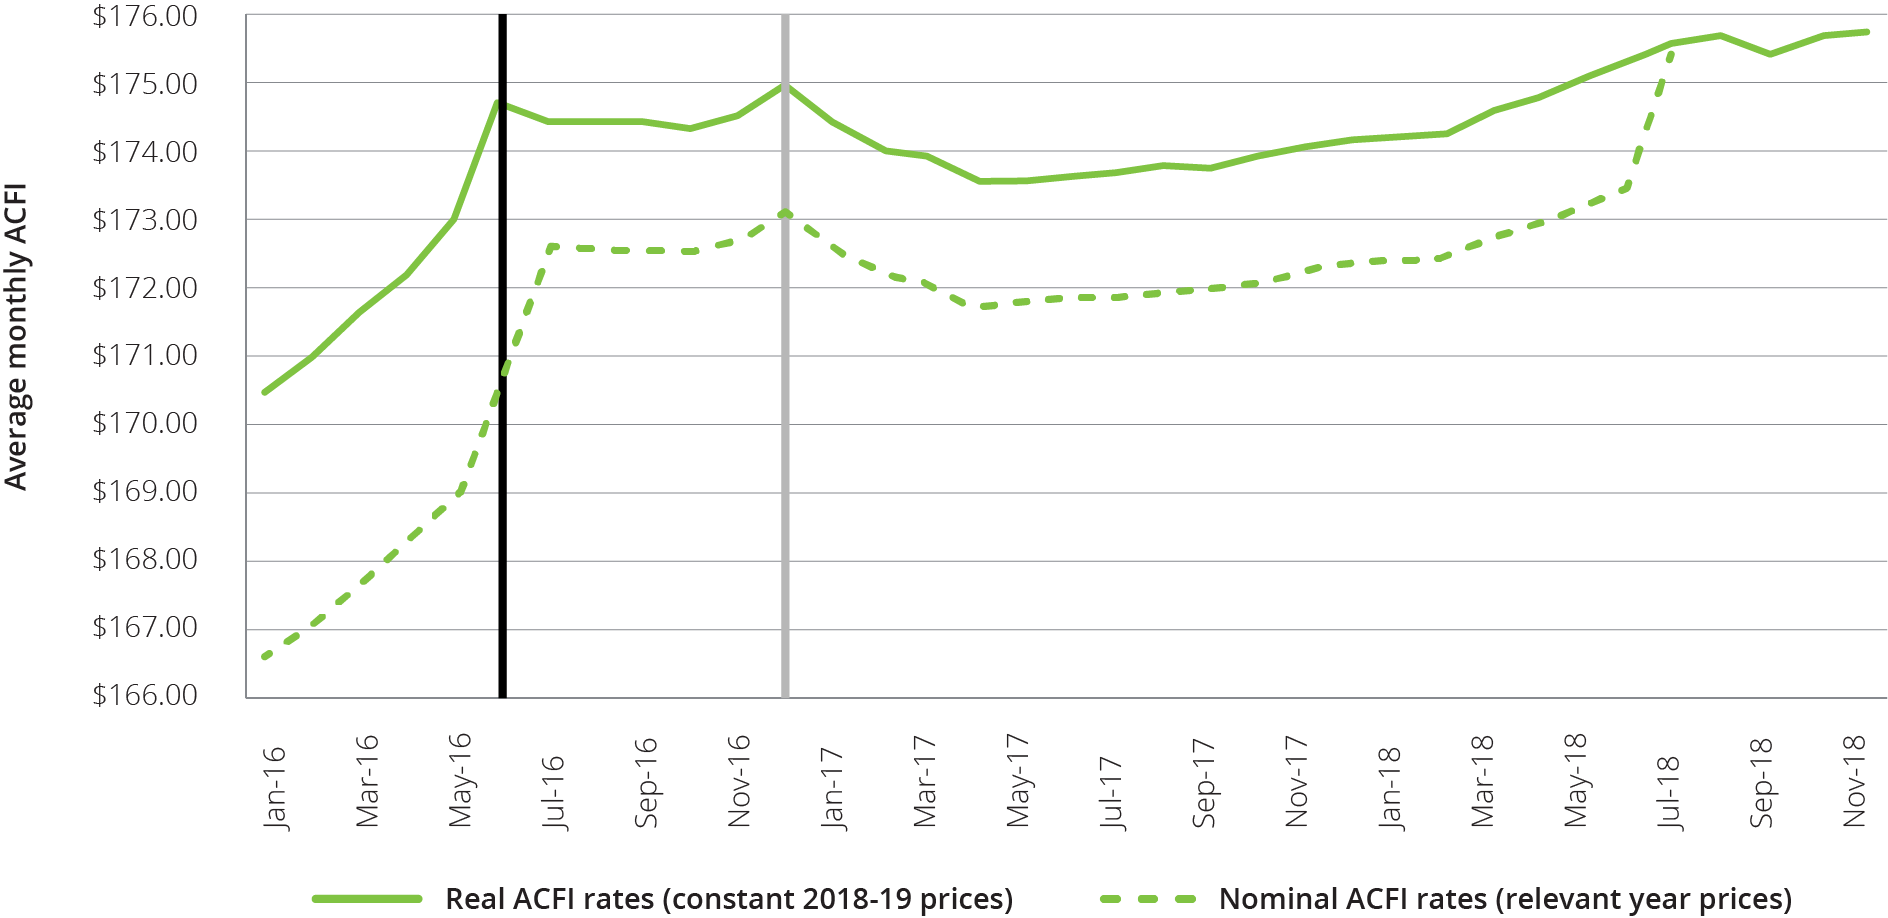 Average monthly ACFI
$176.00
$175.00
$174.00
$173.00
$172.00
$171.00
$170.00
$169.00
$168.00
$167.00
$166.00
Jan-16
Mar-16
May-16
Jul-16
Sep-16
Nov-16
Jan-17
Mar-17
May-17
Jul-17
Sep-17
Nov-17
Jan-18
Mar-18
May-18
Jul-18
Sep-18
Nov-18
Real ACFI rates (constant 2018-19 prices)
Nominal ACFI rates (relevant year prices)